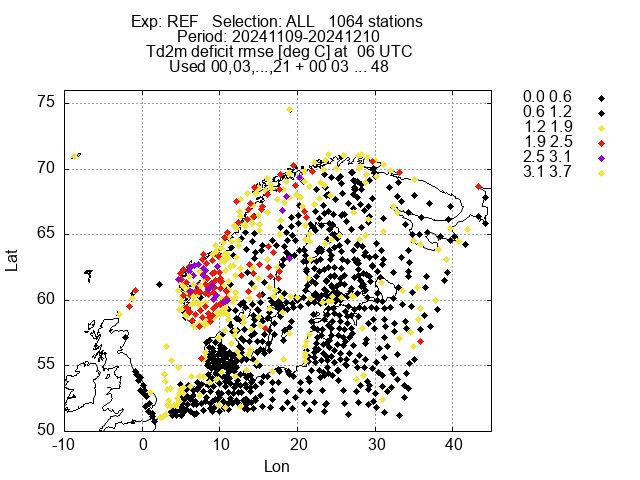 Exp: REF   Selection: ALL   1064 stations
Period: 20241109-20241210
Td2m deficit rmse [deg C] at  06 UTC
Used 00,03,...,21 + 00 03 ... 48
0.0 0.6
0.6 1.2
1.2 1.9
1.9 2.5
2.5 3.1
3.1 3.7
75
70
65
60
55
50
Lat
-10 0 10 20 30 40
Lon